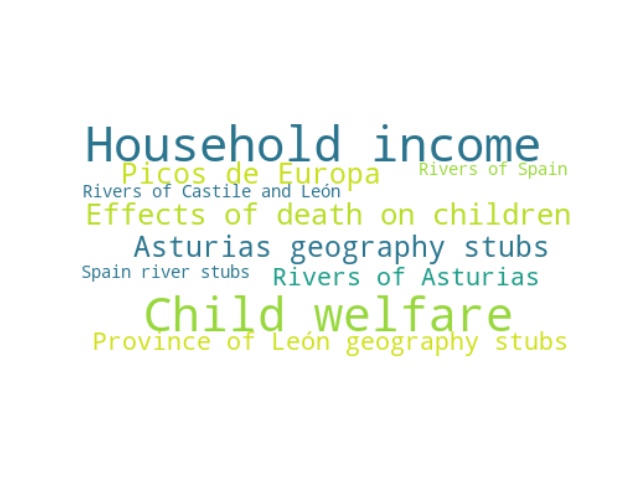 Household income
Picos de Europa
Rivers of Spain
Rivers of Castile and León
Effects of death on children
Asturias geography stubs
Spain river stubs
Rivers of Asturias
Child welfare
Province of León geography stubs